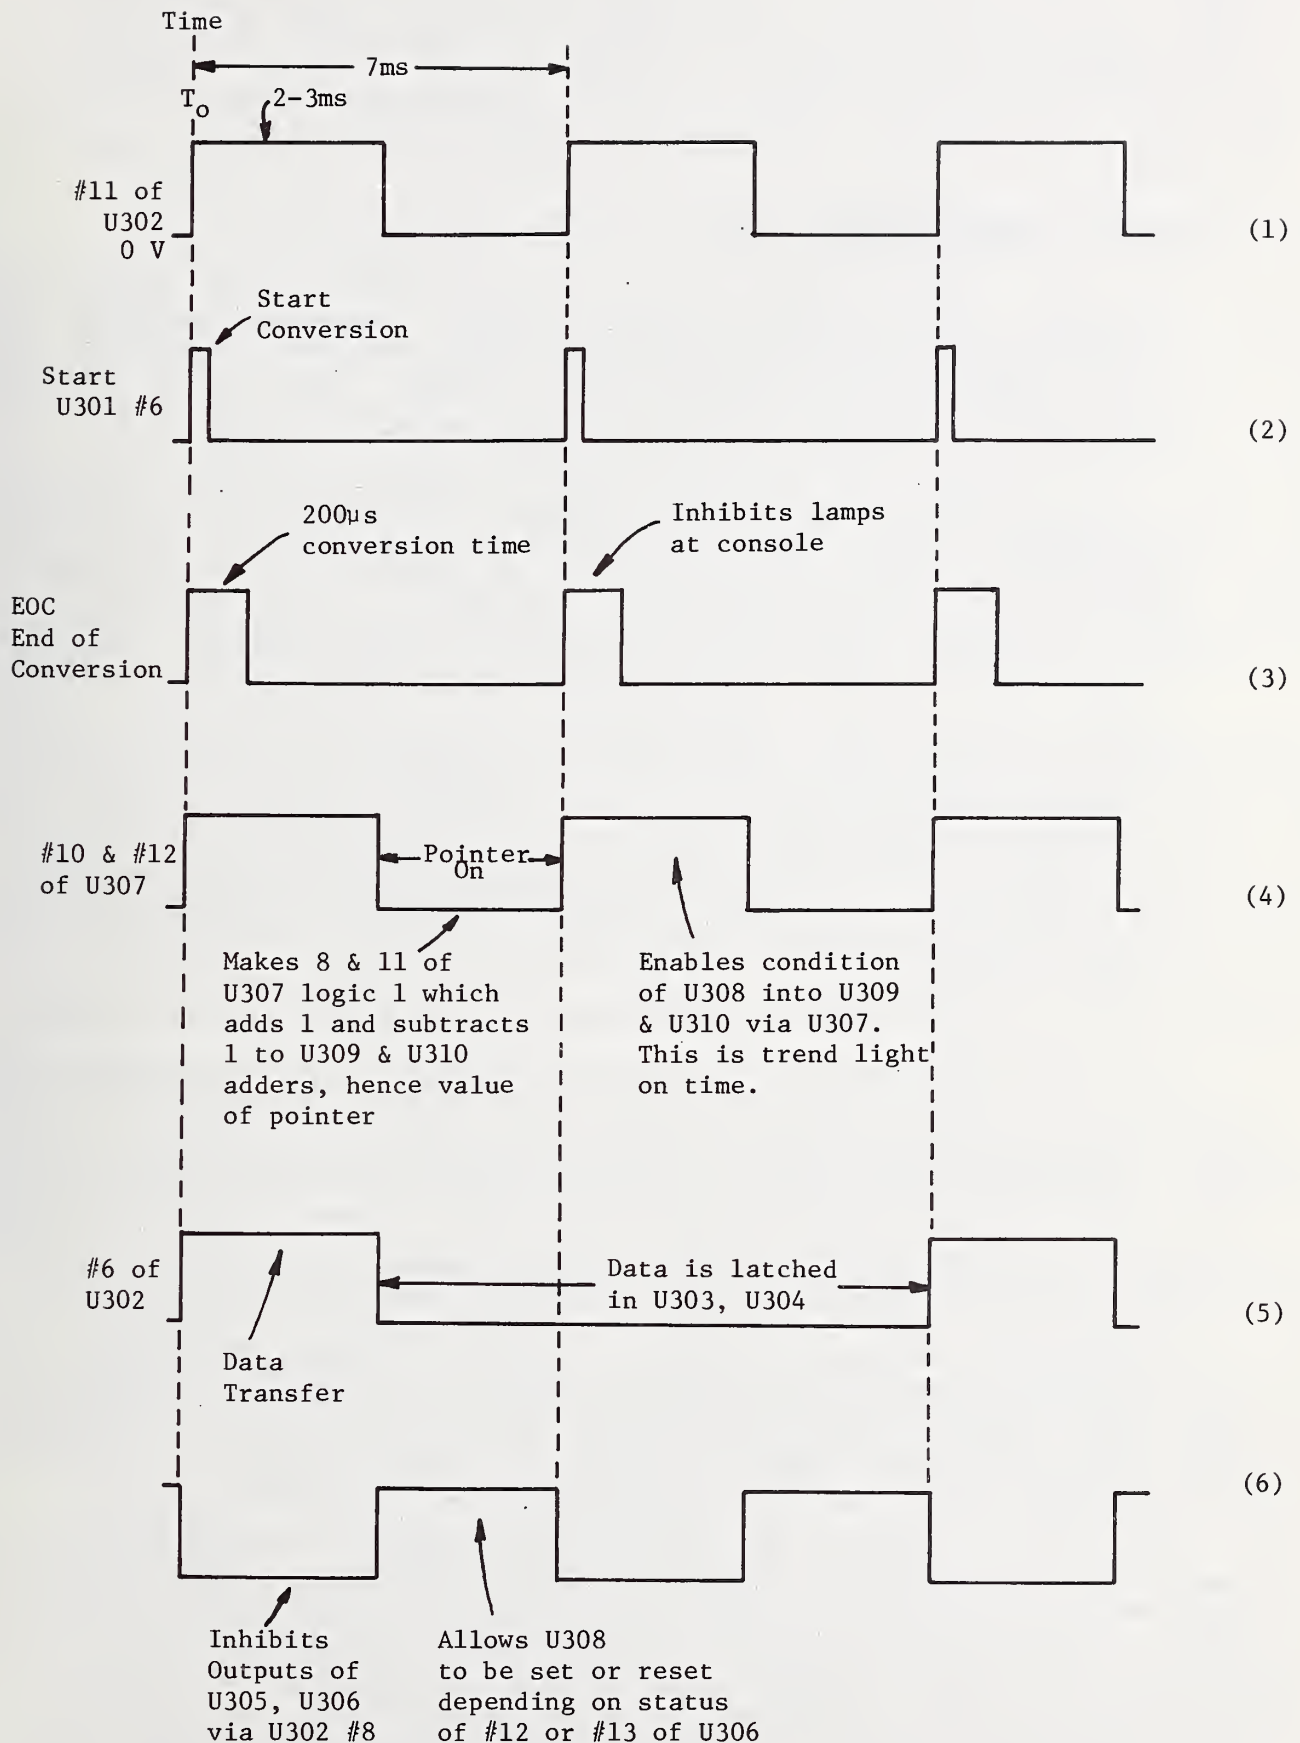 Time
7ms
To
2-3ms
#11 of
U302
0 V
(1)
Start
Conversion
Start
U301 #6
(2)
200μs
conversion time
Inhibits lamps
at console
EOC
End of
Conversion
(3)
#10 & #12
of U307
Pointer
On
(4)
Makes 8 & 11 of
U307 logic 1 which
adds 1 and subtracts
1 to U309 & U310
adders, hence value
of pointer
Enables condition
of U308 into U309
& U310 via U307.
This is trend light
on time.
#6 of
U302
Data is latched
in U303, U304
(5)
Data
Transfer
(6)
Inhibits
Outputs of
U305, U306
via U302 #8
Allows U308
to be set or reset
depending on status
of #12 or #13 of U306